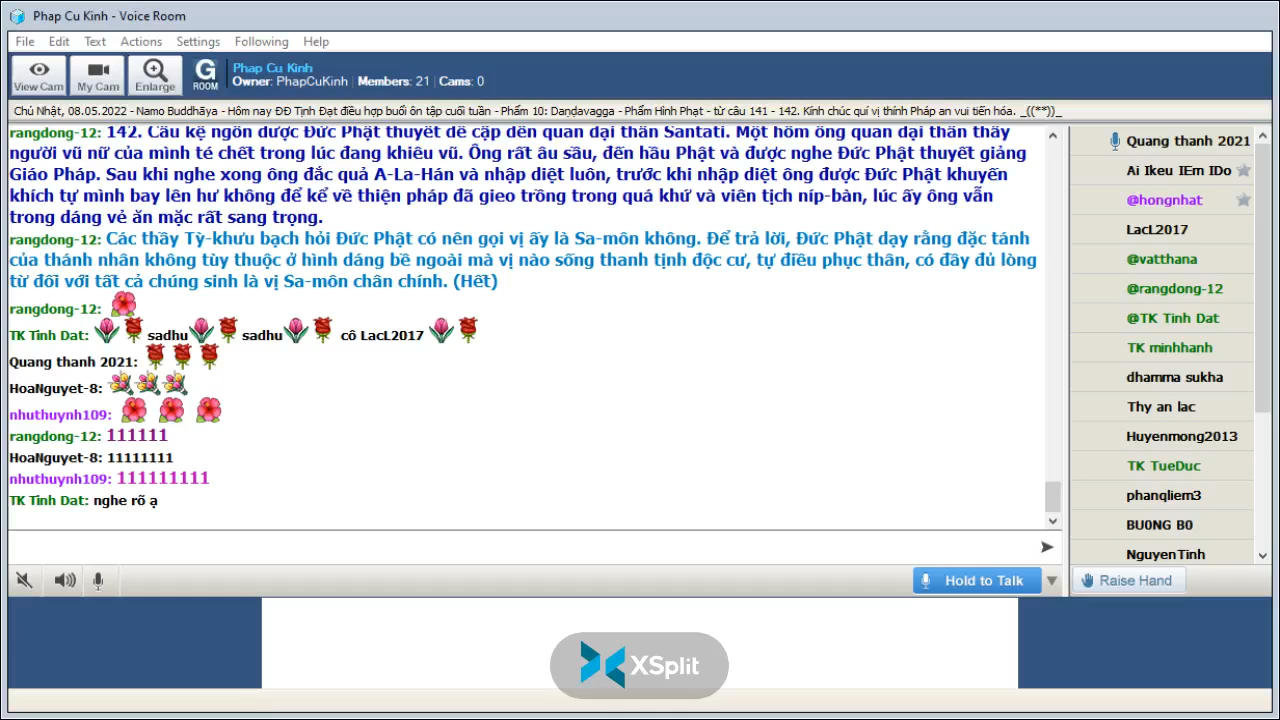 Phap Cu Kinh - Voice Room
File Edit Text Actions Settings Following Help
View Cam My Cam Enlarge G ROOM
Phap Cu Kinh
Owner: PhapCuKinh | Members: 21 | Cams: 0
Chủ Nhật, 08.05.2022 - Namo Buddhāya - Hôm nay ĐĐ Tịnh Đạt điều hợp buổi ôn tập cuối tuần - Phẩm 10: Daṇḍavagga - Phẩm Hình Phạt - từ câu 141 - 142. Kính chúc quí vị thính Pháp an vui tiến hóa. _((**))_
rangdong-12: 142. Câu kệ ngôn được Đức Phật thuyết đề cập đến quan đại thần Santati. Một hôm ông quan đại thần thấy
người vũ nữ của mình té chết trong lúc đang khiêu vũ. Ông rất âu sầu, đến hầu Phật và được nghe Đức Phật thuyết giảng
Giáo Pháp. Sau khi nghe xong ông đắc quả A-La-Hán và nhập diệt luôn, trước khi nhập diệt ông được Đức Phật khuyến
khích tự mình bay lên hư không để kể về thiện pháp đã gieo trồng trong quá khứ và viên tịch níp-bàn, lúc ấy ông vẫn
trong dáng vẻ ăn mặc rất sang trọng.
rangdong-12: Các thầy Tỳ-khưu bạch hỏi Đức Phật có nên gọi vị ấy là Sa-môn không. Để trả lời, Đức Phật dạy rằng đặc tánh
của thánh nhân không tùy thuộc ở hình dáng bề ngoài mà vị nào sống thanh tịnh độc cư, tự điều phục thân, có đầy đủ lòng
từ đối với tất cả chúng sinh là vị Sa-môn chân chính. (Hết)
rangdong-12:
TK Tinh Dat: sadhu sadhu cô LacL2017
Quang thanh 2021:
HoaNguyet-8:
nhuthuynh109:
rangdong-12: 111111
HoaNguyet-8: 11111111
nhuthuynh109: 111111111
TK Tinh Dat: nghe rõ ạ
Quang thanh 2021
Ai Ikeu IEm IDo
@hongnhat
LacL2017
@vatthana
@rangdong-12
@TK Tinh Dat
TK minhhanh
dhamma sukha
Thy an lac
Huyenmong2013
TK TueDuc
phanqliem3
BU0NG B0
NguyenTinh
Hold to Talk
Raise Hand
XSplit